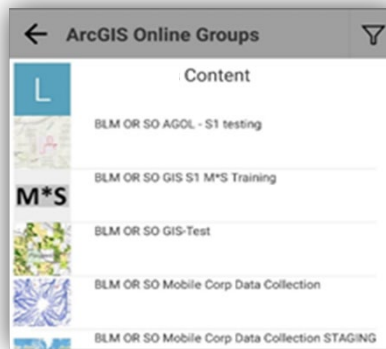 ArcGIS Online Groups
L
Content
BLM OR SO AGOL - S1 testing
M*S
BLM OR SO GIS S1 M*S Training
BLM OR SO GIS-Test
BLM OR SO Mobile Corp Data Collection
BLM OR SO Mobile Corp Data Collection STAGING